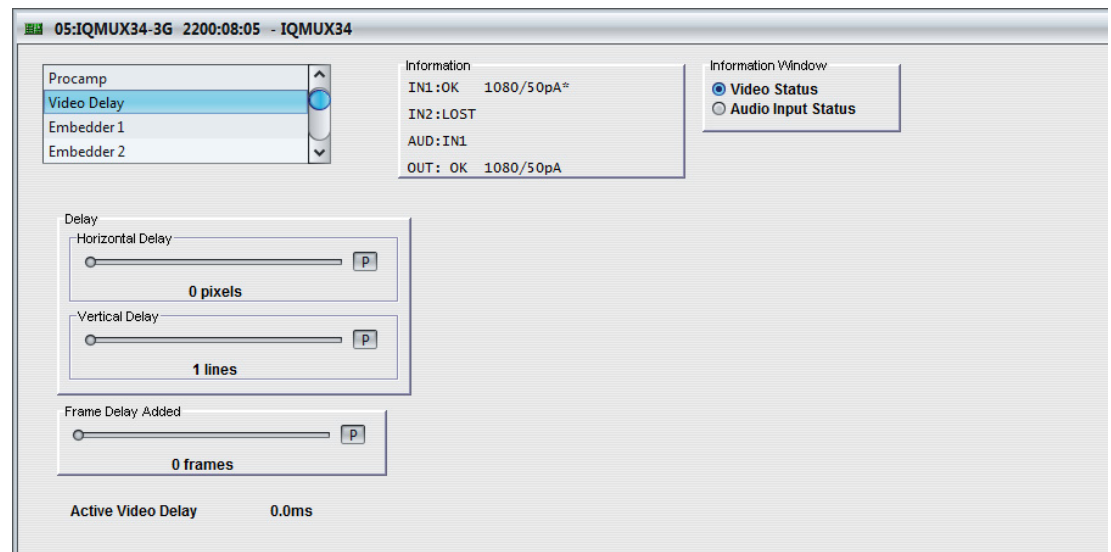 05:IQMUX34-3G 2200:08:05 - IQMUX34
Procamp
Video Delay
Embedder 1
Embedder 2
Information
IN1:OK 1080/50pA*
IN2:LOST
AUD:IN1
OUT: OK 1080/50pA
Information Window
Video Status
Audio Input Status
Delay
Horizontal Delay
P
0 pixels
Vertical Delay
P
1 lines
Frame Delay Added
P
0 frames
Active Video Delay 0.0ms